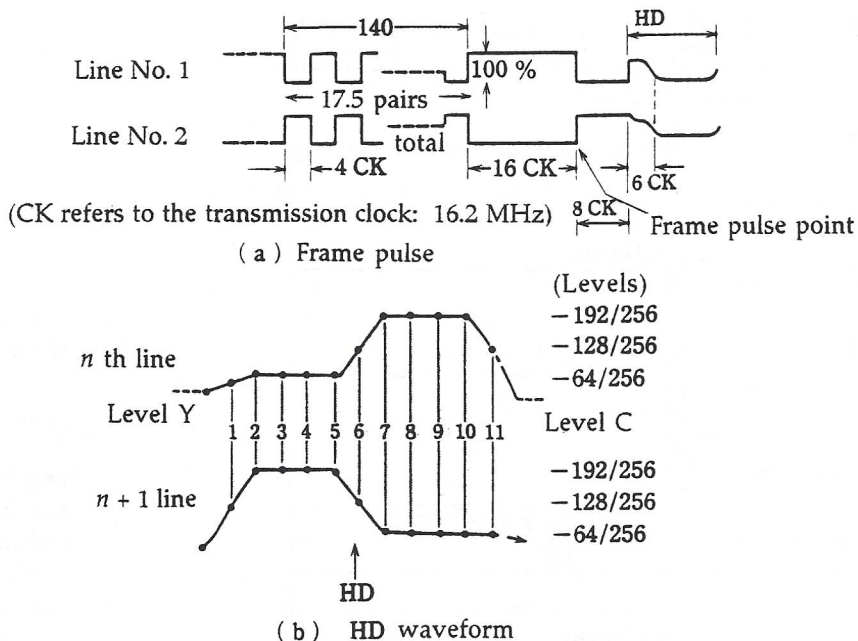 140
HD
Line No. 1
100 %
17.5 pairs
Line No. 2
total
4 CK
16 CK
6 CK
8 CK
(CK refers to the transmission clock: 16.2 MHz)
Frame pulse point
( a ) Frame pulse
(Levels)
−192/256
n th line
−128/256
−64/256
Level Y
Level C
1 2 3 4 5 6 7 8 9 10 11
−192/256
n + 1 line
−128/256
−64/256
HD
( b ) HD waveform